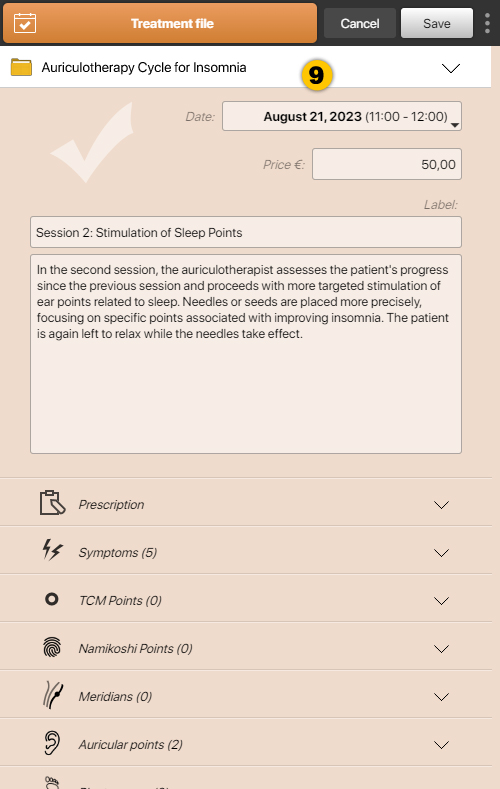 Treatment file
Cancel
Save
Auriculotherapy Cycle for Insomnia
9
Date:
August 21, 2023 (11:00 - 12:00)
Price €:
50,00
Label:
Session 2: Stimulation of Sleep Points
In the second session, the auriculotherapist assesses the patient's progress
since the previous session and proceeds with more targeted stimulation of
ear points related to sleep. Needles or seeds are placed more precisely,
focusing on specific points associated with improving insomnia. The patient
is again left to relax while the needles take effect.
Prescription
Symptoms (5)
TCM Points (0)
Namikoshi Points (0)
Meridians (0)
Auricular points (2)